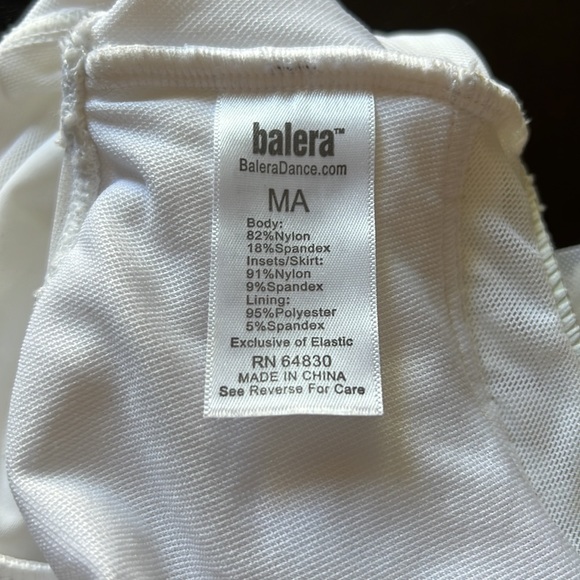 balera™
BaleraDance.com
MA
Body:
82%Nylon
18%Spandex
Insets/Skirt:
91%Nylon
9%Spandex
Lining:
95%Polyester
5%Spandex
Exclusive of Elastic
RN 64830
MADE IN CHINA
See Reverse For Care